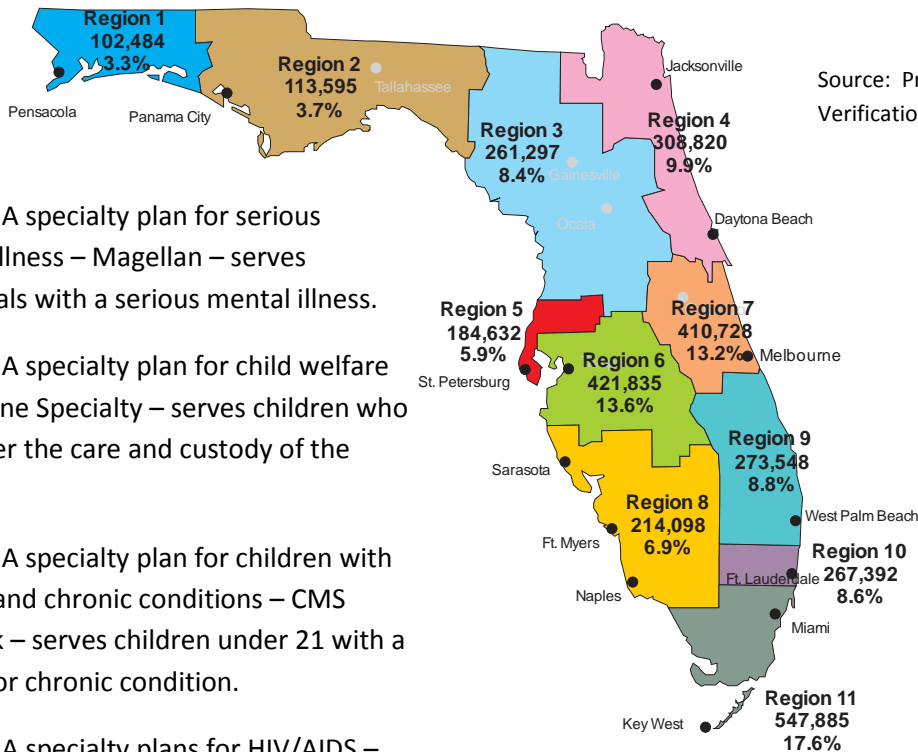 Region 1
102,484
3.3%
Pensacola
Panama City
Region 2
113,595
3.7%
Tallahassee
Region 3
261,297
8.4%
Gainesville
Ocala
Jacksonville
Region 4
308,820
9.9%
Daytona Beach
Source: Pr
Verificatio
A specialty plan for serious
llness – Magellan – serves
als with a serious mental illness.
Region 5
184,632
5.9%
St. Petersburg
Region 6
421,835
13.6%
Region 7
410,728
13.2%
Melbourne
A specialty plan for child welfare
ne Specialty – serves children who
er the care and custody of the
Sarasota
Region 8
214,098
6.9%
Ft. Myers
Naples
Region 9
273,548
8.8%
West Palm Beach
Region 10
267,392
8.6%
Ft. Lauderdale
Miami
A specialty plan for children with
and chronic conditions – CMS
k – serves children under 21 with a
or chronic condition.
Region 11
547,885
17.6%
Key West
A specialty plans for HIV/AIDS –